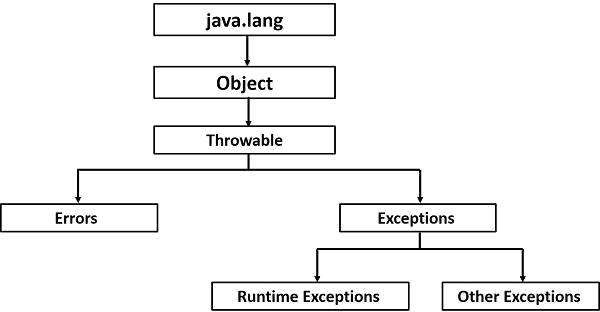 java.lang
Object
Throwable
Errors
Exceptions
Runtime Exceptions
Other Exceptions